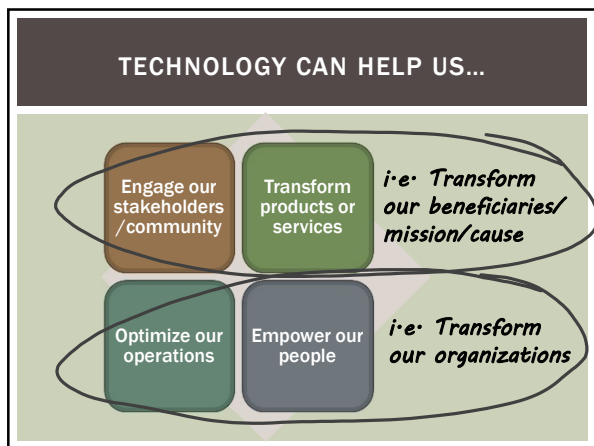 TECHNOLOGY CAN HELP US…
Engage our
stakeholders
/community
Transform
products or
services
i.e. Transform
our beneficiaries/
mission/cause
Optimize our
operations
Empower our
people
i.e. Transform
our organizations